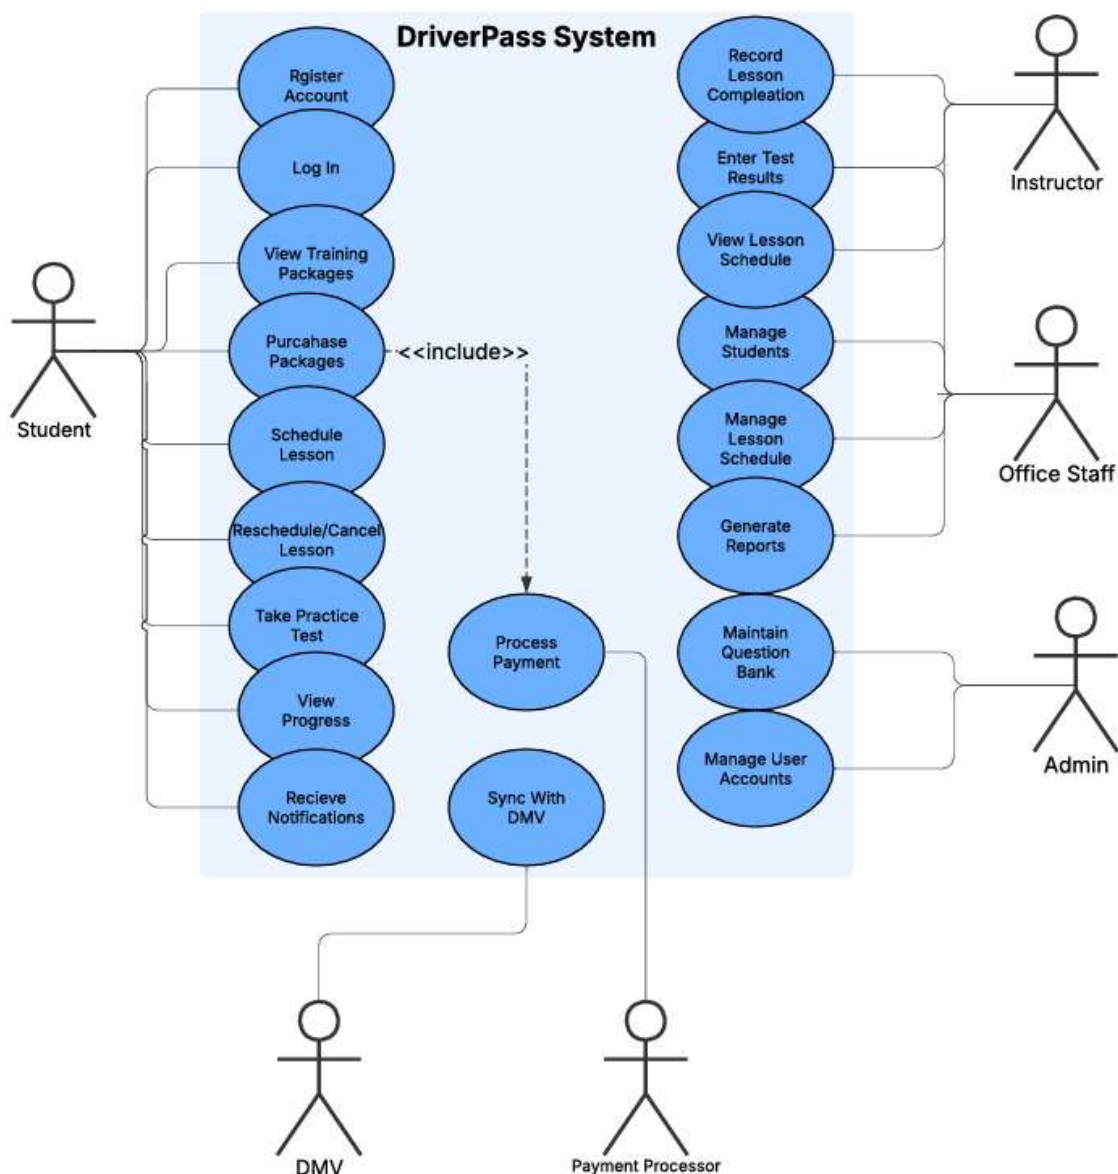 DriverPass System
Rgister
Account
Log In
View Training
Packages
Purcahase
Packages
<<include>>
Schedule
Lesson
Reschedule/Cancel
Lesson
Take Practice
Test
View
Progress
Recieve
Notifications
Process
Payment
Sync With
DMV
Record
Lesson
Compleation
Enter Test
Results
View Lesson
Schedule
Manage
Students
Manage
Lesson
Schedule
Generate
Reports
Maintain
Question
Bank
Manage User
Accounts
Student
Instructor
Office Staff
Admin
DMV
Payment Processor